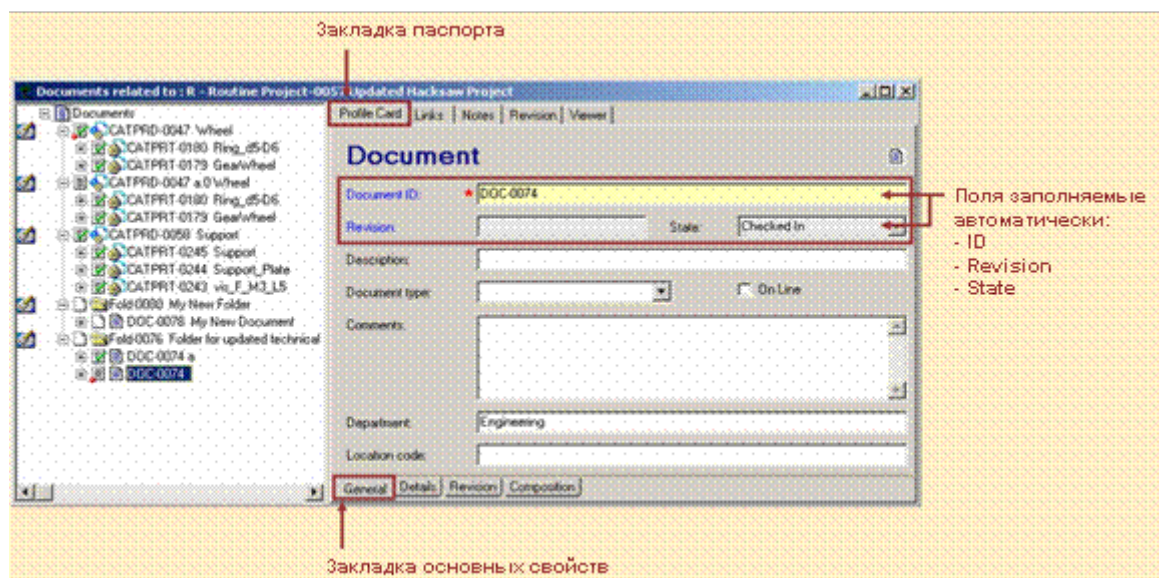 Закладка паспорта
Documents related to : R - Routine Project-0057 Updated Hacksaw Project
Documents
CATPRD-0047 Wheel
CATPRT-0180 Ring_d5-D6
CATPRT-0179 GearWheel
CATPRD-0047 a.0 Wheel
CATPRT-0180 Ring_d5-D6
CATPRT-0179 GearWheel
CATPRD-0058 Support
CATPRT-0245 Support
CATPRT-0244 Support_Plate
CATPRT-0243 vis_F_M3_L5
Fold-0080 My New Folder
DOC-0078 My New Document
Fold-0076 Folder for updated technical
DOC-0074 a
DOC-0074
Profile Card Links Notes Revision Viewer
Document
Document ID: * DOC-0074
Revision: State: Checked In
Description:
Document type: On Line
Comments:
Department: Engineering
Location code:
General Details Revision Composition
Поля заполняемые
автоматически:
- ID
- Revision
- State
Закладка основных свойств